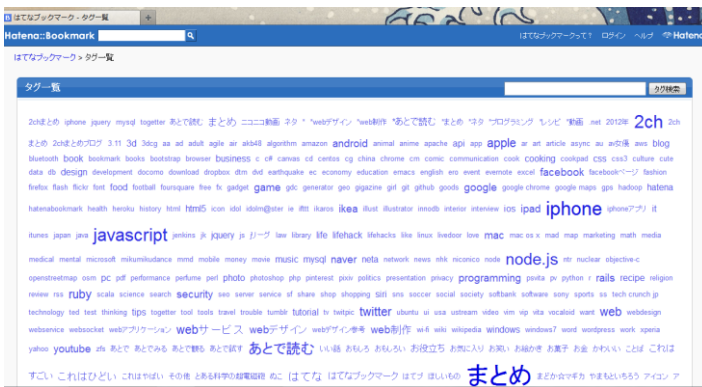 はてなブックマーク - タグ一覧
Hatena::Bookmark はてなブックマークって？ ログイン ヘルプ Hatena
はてなブックマーク > タグ一覧
タグ一覧 タグ検索
2chまとめ iphone jquery mysql togetter あとで読む まとめ ニコニコ動画 ネタ * "webデザイン "web制作 "あとで読む "まとめ "ネタ "プログラミング "レシピ "動画 .net 2012年 2ch 2ch
まとめ 2chまとめブログ 3.11 3d 3dcg aa ad adult agile air akb48 algorithm amazon android animal anime apache api app apple ar art article async au av女優 aws blog
bluetooth book bookmark books bootstrap browser business c c# canvas cd centos cg china chrome cm comic communication cook cooking cookpad css css3 culture cute
data db design development docomo download dropbox dtm dvd earthquake ec economy education emacs english ero event evernote excel facebook facebookページ fashion
firefox flash flickr font food football foursquare free fx gadget game gdc generator geo gigazine girl git github goods google google chrome google maps gps hadoop hatena
hatenabookmark health heroku history html html5 icon idol idolm@ster ie ifttt ikaros ikea illust illustrator innodb interior interview ios ipad iphone iphoneアプリ it
itunes japan java javascript jenkins jk jquery js jリーグ law library life lifehack lifehacks like linux livedoor love mac mac os x mad map marketing math media
medical mental microsoft mikumikudance mmd mobile money movie music mysql naver neta network news nhk niconico node node.js ntr nuclear objective-c
openstreetmap osm pc pdf performance perfume perl photo photoshop php pinterest pixiv politics presentation privacy programming psvita pv python r rails recipe religion
review rss ruby scala science search security seo server service sf share shop shopping siri sns soccer social society softbank software sony sports ss tech crunch jp
technology ted test thinking tips togetter tool tools travel trouble tumblr tutorial tv twitpic twitter ubuntu ui usa ustream video vim vip vita vocaloid want web webdesign
webservice websocket webアプリケーション webサービス webデザイン webデザイン参考 web制作 wi-fi wiki wikipedia windows windows7 word wordpress work xperia
yahoo youtube zfs あとで あとでみる あとで観る あとで試す あとで読む いい話 おもしろ おもしろい お役立ち お気に入り お笑い お絵かき お菓子 お金 かわいい ことば これは
すごい これはひどい これはやばい その他 とある科学の超電磁砲 ぬこ はてな はてなブックマーク はてブ ほしいもの まとめ まどか☆マギカ やまもといちろう アイコン ア